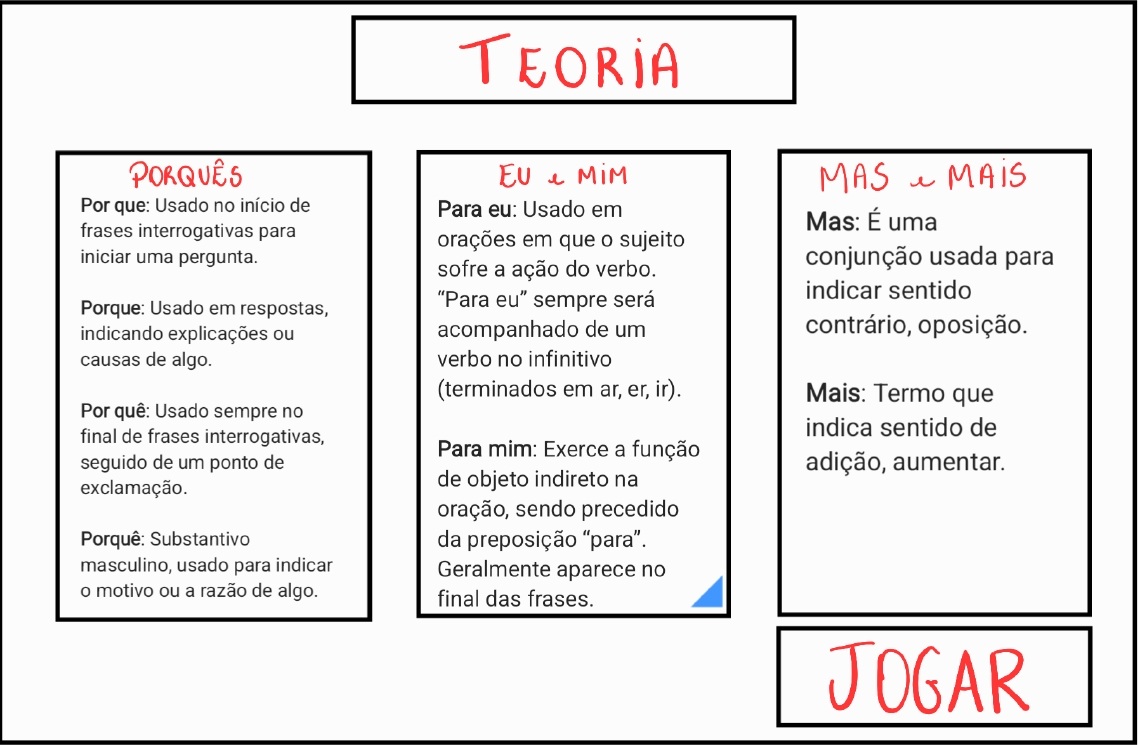 TEORIA
PORQUÊS
Por que: Usado no início de
frases interrogativas para
iniciar uma pergunta.
Porque: Usado em respostas,
indicando explicações ou
causas de algo.
Por quê: Usado sempre no
final de frases interrogativas,
seguido de um ponto de
exclamação.
Porquê: Substantivo
masculino, usado para indicar
o motivo ou a razão de algo.
EU e MIM
Para eu: Usado em
orações em que o sujeito
sofre a ação do verbo.
“Para eu” sempre será
acompanhado de um
verbo no infinitivo
(terminados em ar, er, ir).
Para mim: Exerce a função
de objeto indireto na
oração, sendo precedido
da preposição “para”.
Geralmente aparece no
final das frases.
MAS e MAIS
Mas: É uma
conjunção usada para
indicar sentido
contrário, oposição.
Mais: Termo que
indica sentido de
adição, aumentar.
JOGAR